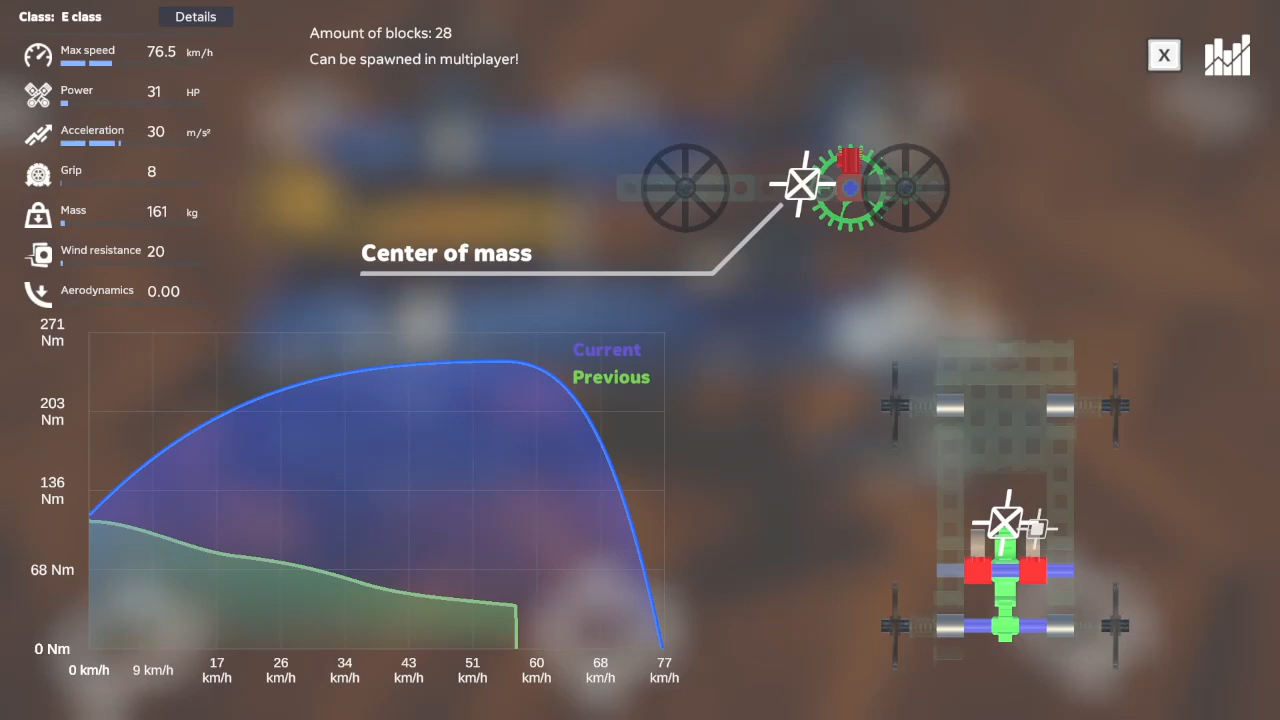 Class: E class
Details
Max speed 76.5 km/h
Power 31 HP
Acceleration 30 m/s²
Grip 8
Mass 161 kg
Wind resistance 20
Aerodynamics 0.00
Amount of blocks: 28
Can be spawned in multiplayer!
X
Center of mass
Current
Previous
271 Nm
203 Nm
136 Nm
68 Nm
0 Nm
0 km/h
9 km/h
17 km/h
26 km/h
34 km/h
43 km/h
51 km/h
60 km/h
68 km/h
77 km/h